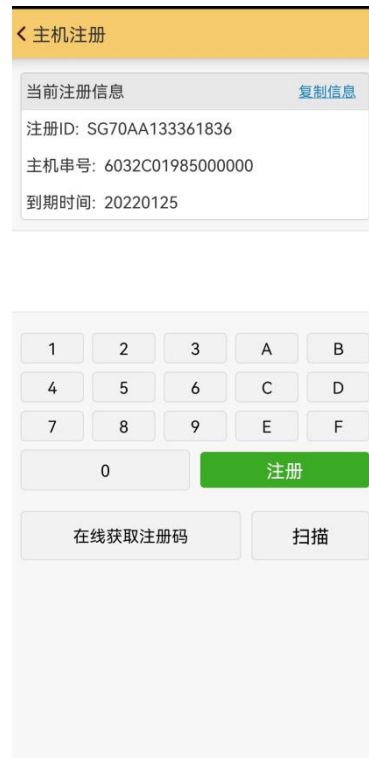 主机注册
当前注册信息 复制信息
注册ID: SG70AA133361836
主机串号: 6032C01985000000
到期时间: 20220125
1 2 3 A B
4 5 6 C D
7 8 9 E F
0 注册
在线获取注册码 扫描